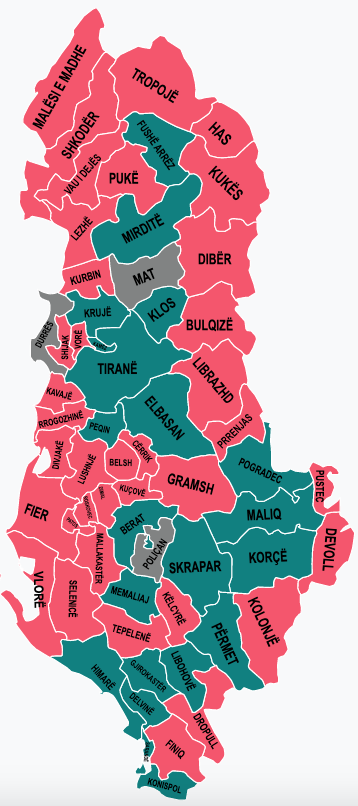 MALËSI E MADHE
TROPOJË
SHKODËR
FUSHË ARRËZ
HAS
VAU I DEJËS
PUKË
KUKËS
LEZHË
MIRDITË
DIBËR
KURBIN
MAT
KRUJË
KLOS
DURRËS
SHIJAK
VORË
BULQIZË
TIRANË
LIBRAZHD
KAVAJË
ELBASAN
RROGOZHINË
PEQIN
PRRENJAS
CËRRIK
DIVJAKË
LUSHNJE
BELSH
POGRADEC
GRAMSH
PUSTEC
KUÇOVË
FIER
BERAT
MALIQ
DEVOLL
MALLAKASTËR
POLIÇAN
KORÇË
SKRAPAR
VLORË
SELENICË
MEMALIAJ
KËLCYRË
KOLONJË
TEPELENË
PËRMET
HIMARË
GJIROKASTËR
LIBOHOVË
DELVINË
DROPULL
FINIQ
KONISPOL